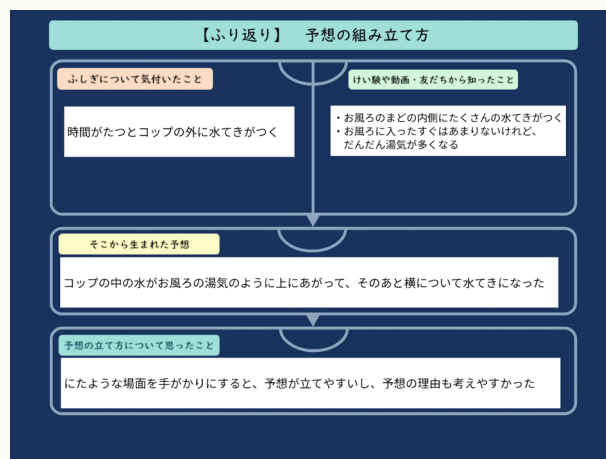 【ふり返り】　予想の組み立て方
ふしぎについて気付いたこと
時間がたつとコップの外に水てきがつく
けい験や動画・友だちから知ったこと
・お風ろのまどの内側にたくさんの水てきがつく
・お風ろに入ったすぐはあまりないけれど、
だんだん湯気が多くなる
そこから生まれた予想
コップの中の水がお風ろの湯気のように上にあがって、そのあと横について水てきになった
予想の立て方について思ったこと
にたような場面を手がかりにすると、予想が立てやすいし、予想の理由も考えやすかった